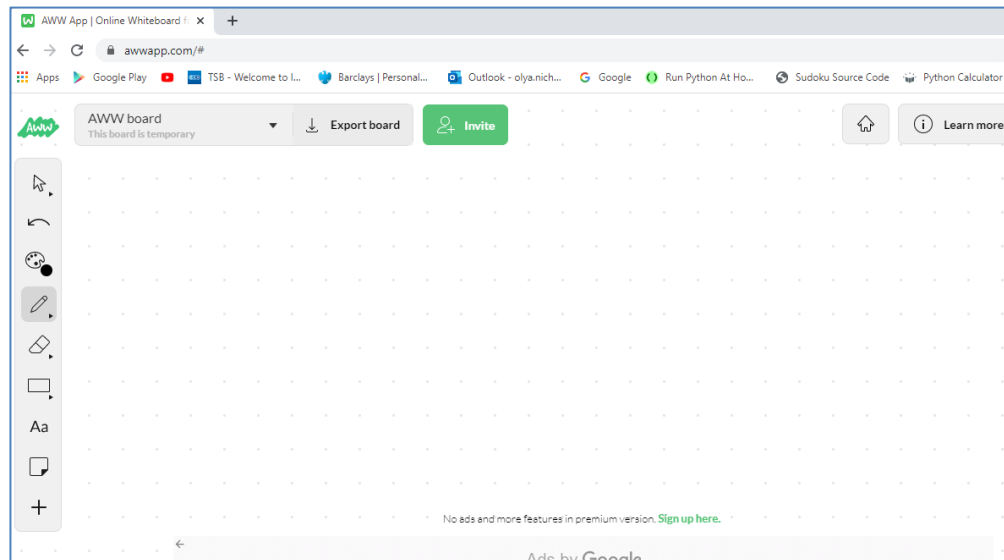 AWW App | Online Whiteboard f
awwapp.com/#
Apps Google Play TSB - Welcome to I... Barclays | Personal... Outlook - olya.nich... Google Run Python At Ho... Sudoku Source Code Python Calculator
AWW
AWW board
This board is temporary
Export board
Invite
Learn more
Aa
No ads and more features in premium version. Sign up here.
Ads by Google